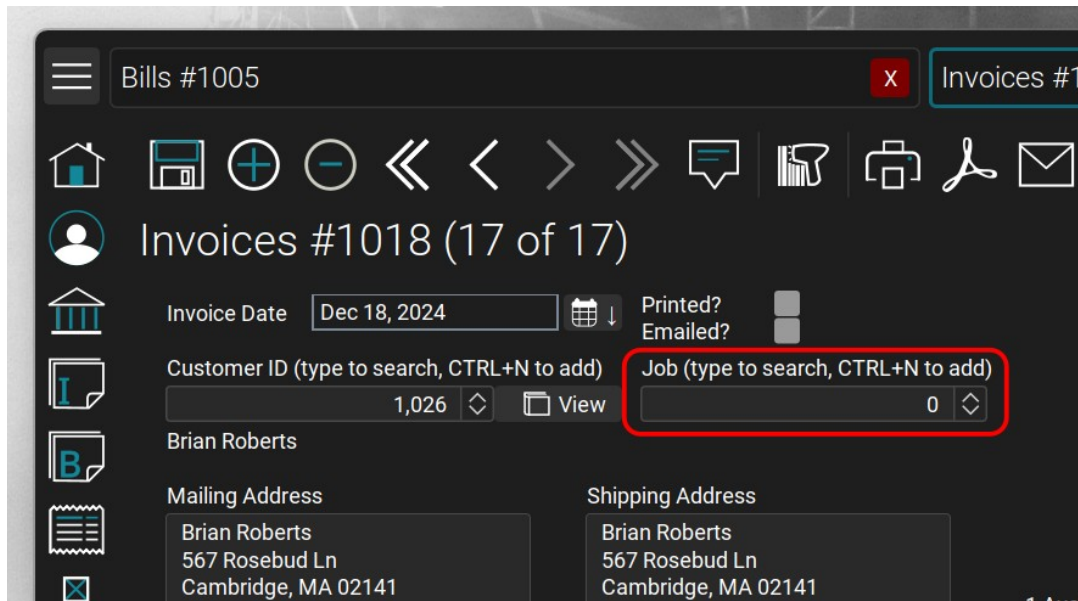 Bills #1005
X
Invoices #1
Invoices #1018 (17 of 17)
Invoice Date
Dec 18, 2024
Printed?
Emailed?
Customer ID (type to search, CTRL+N to add)
Job (type to search, CTRL+N to add)
1,026
View
0
Brian Roberts
Mailing Address
Shipping Address
Brian Roberts
567 Rosebud Ln
Cambridge, MA 02141
Brian Roberts
567 Rosebud Ln
Cambridge, MA 02141
I
B